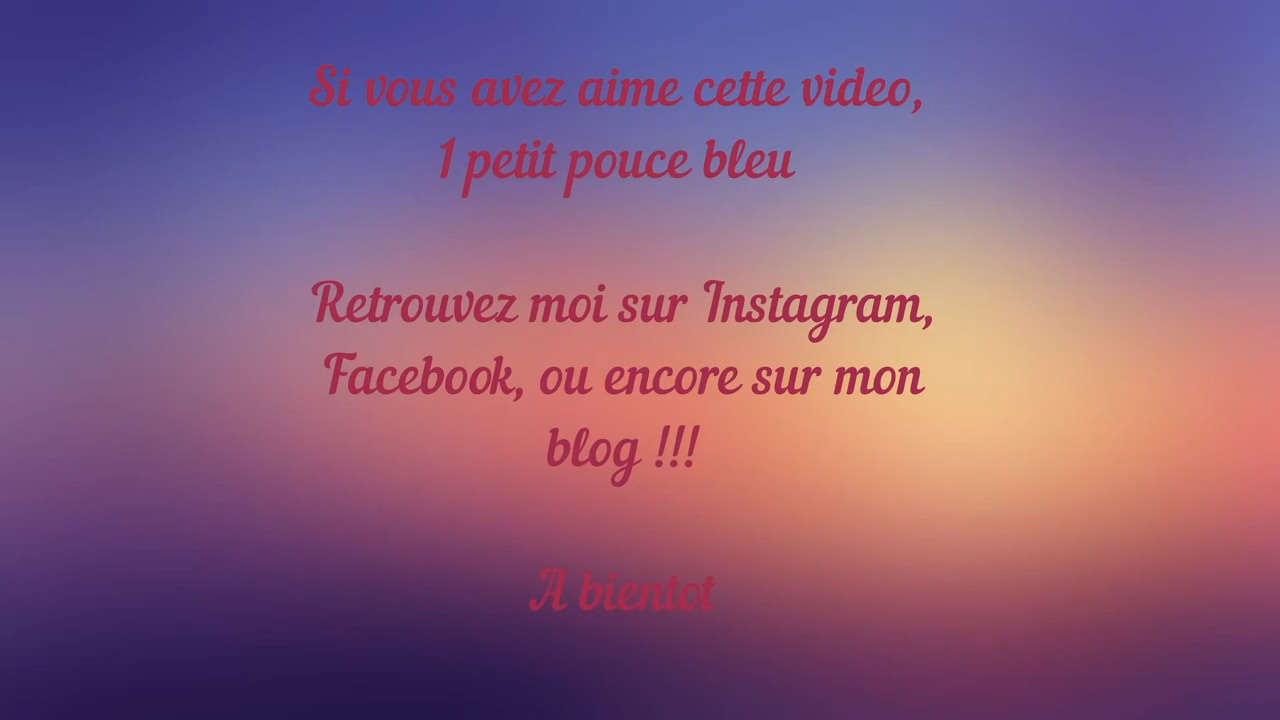 Si vous avez aime cette video,
1 petit pouce bleu
Retrouvez moi sur Instagram,
Facebook, ou encore sur mon
blog !!!
A bientot